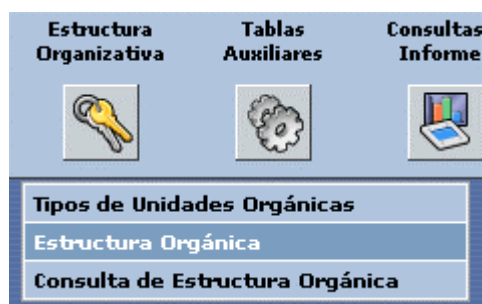 Estructura
Organizativa
Tablas
Auxiliares
Consultas
Informe
Tipos de Unidades Orgánicas
Estructura Orgánica
Consulta de Estructura Orgánica